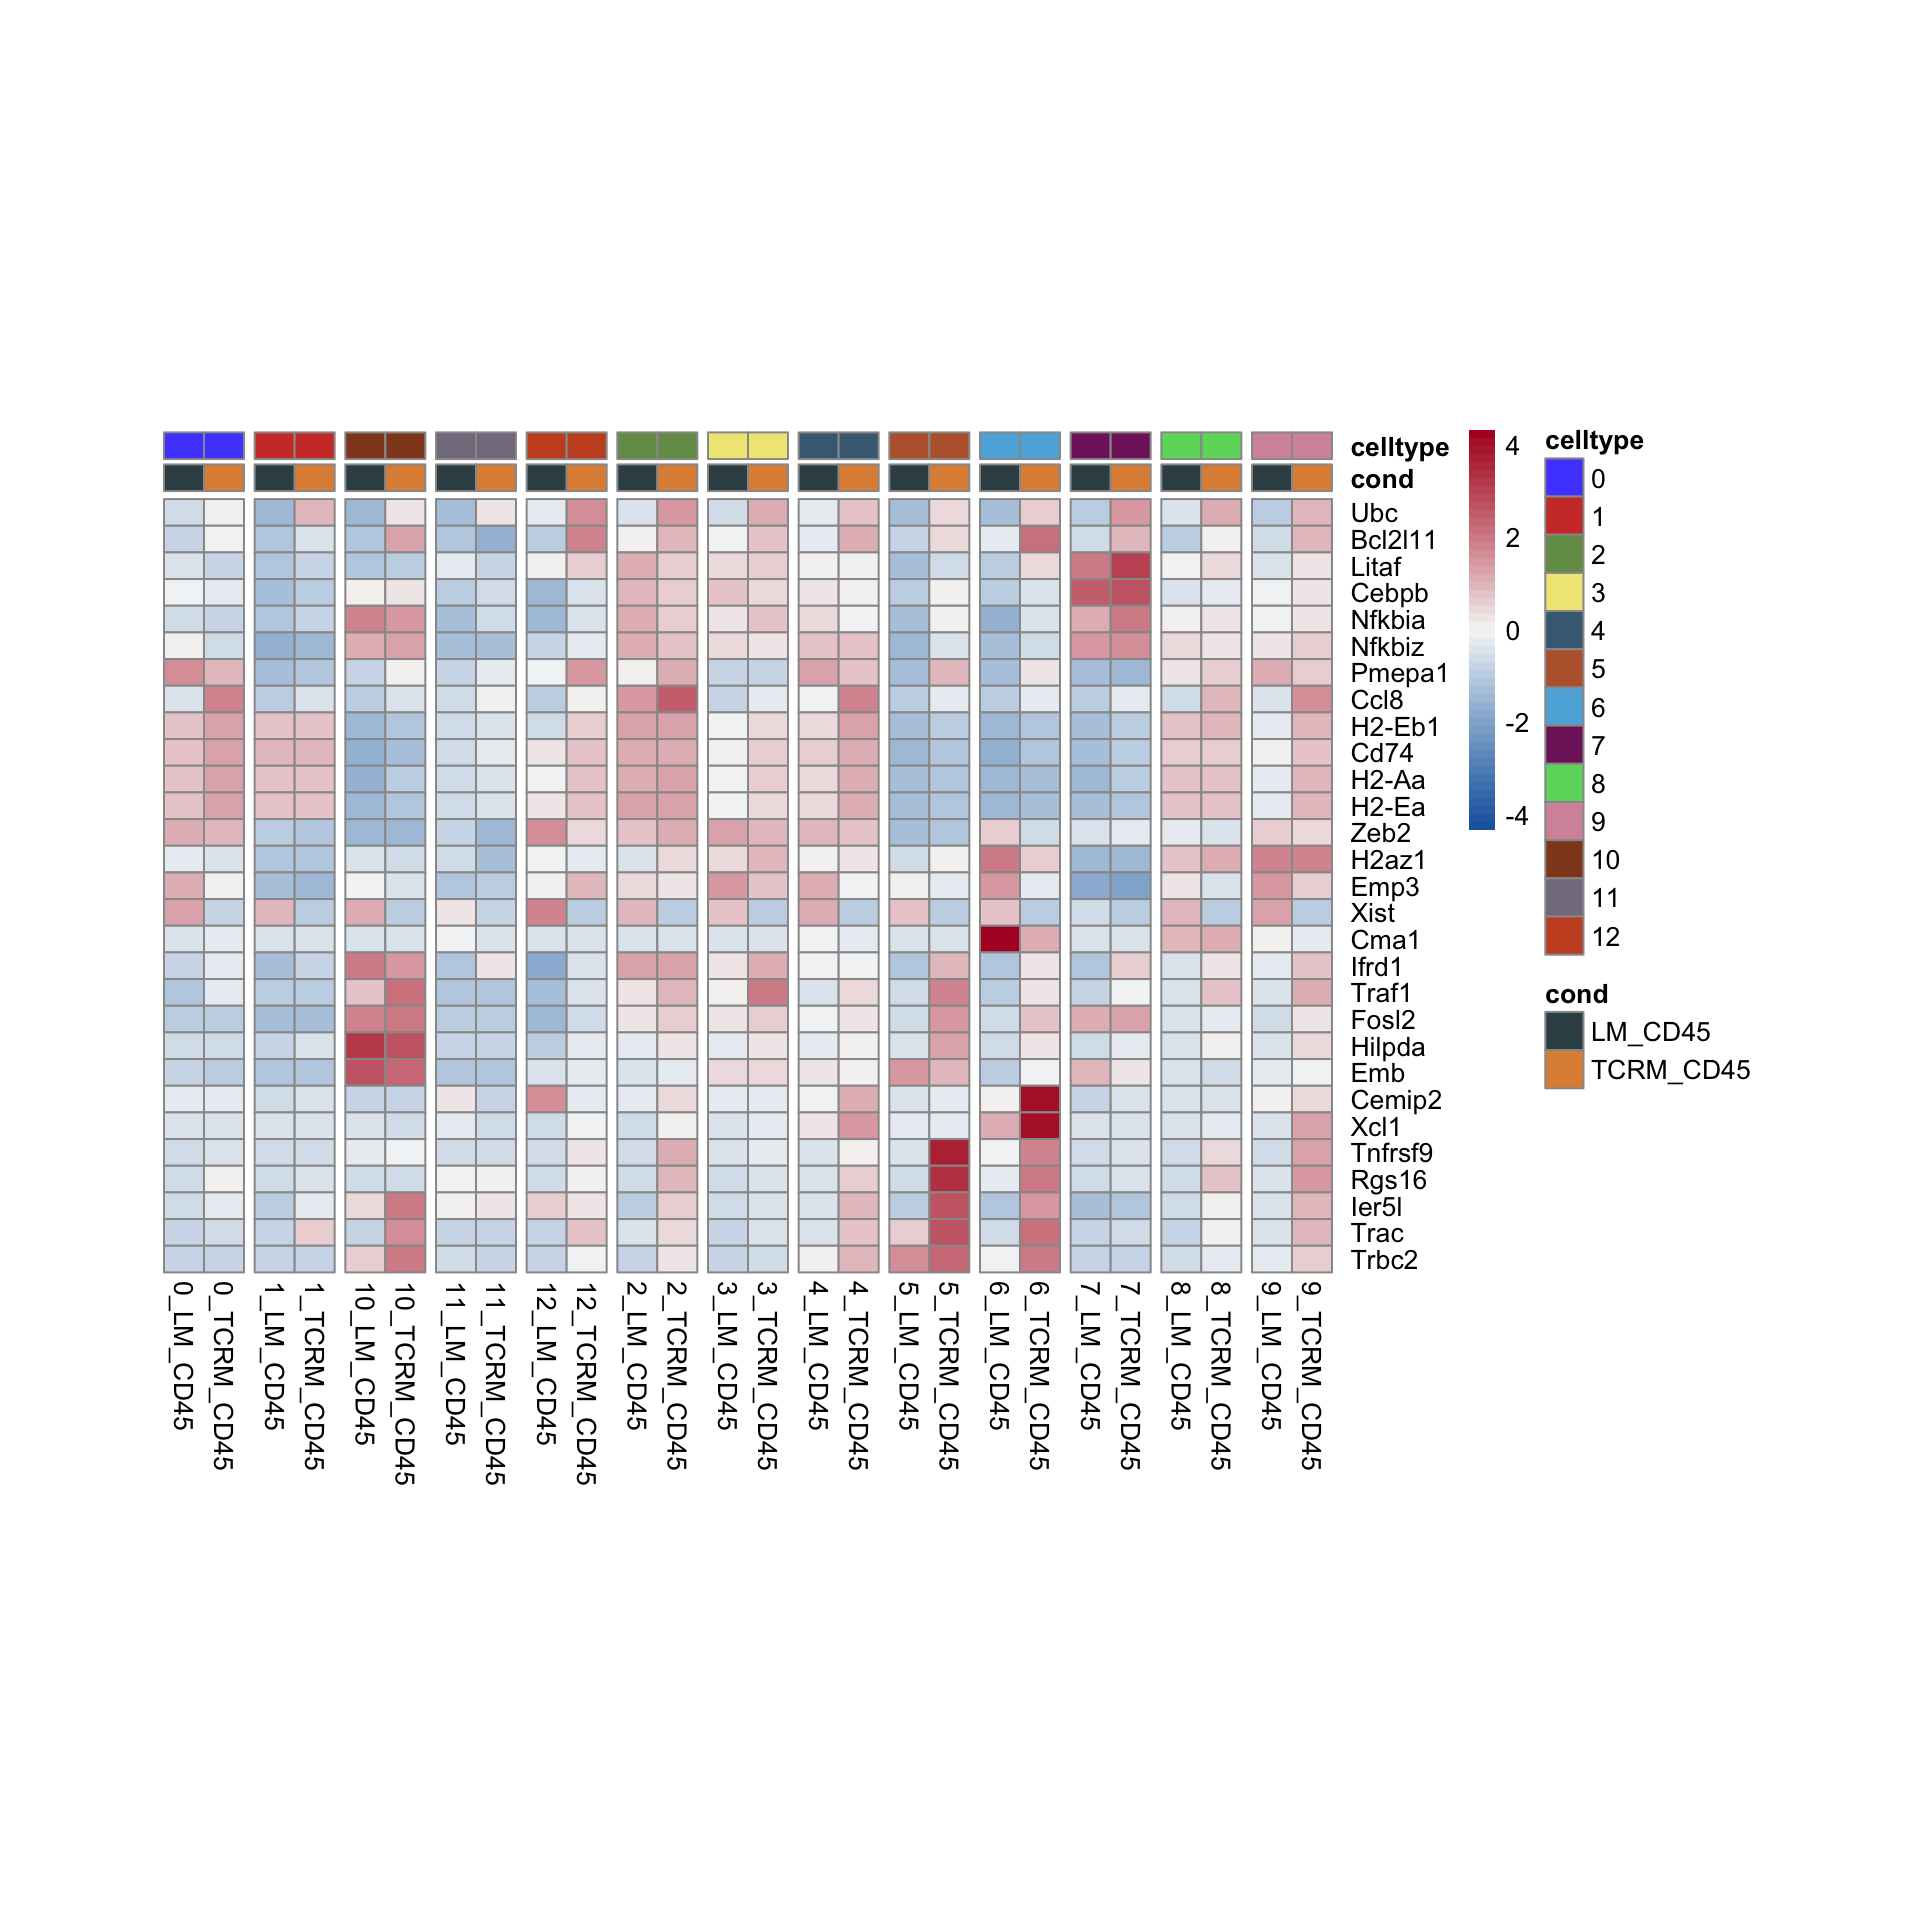 celltype
cond
Ubc
Bcl2l11
Litaf
Cebpb
Nfkbia
Nfkbiz
Pmepa1
Ccl8
H2-Eb1
Cd74
H2-Aa
H2-Ea
Zeb2
H2az1
Emp3
Xist
Cma1
Ifrd1
Traf1
Fosl2
Hilpda
Emb
Cemip2
Xcl1
Tnfrsf9
Rgs16
Ier5l
Trac
Trbc2
0_LM_CD45
0_TCRM_CD45
1_LM_CD45
1_TCRM_CD45
10_LM_CD45
10_TCRM_CD45
11_LM_CD45
11_TCRM_CD45
12_LM_CD45
12_TCRM_CD45
2_LM_CD45
2_TCRM_CD45
3_LM_CD45
3_TCRM_CD45
4_LM_CD45
4_TCRM_CD45
5_LM_CD45
5_TCRM_CD45
6_LM_CD45
6_TCRM_CD45
7_LM_CD45
7_TCRM_CD45
8_LM_CD45
8_TCRM_CD45
9_LM_CD45
9_TCRM_CD45
4
2
0
-2
-4
celltype
0
1
2
3
4
5
6
7
8
9
10
11
12
cond
LM_CD45
TCRM_CD45